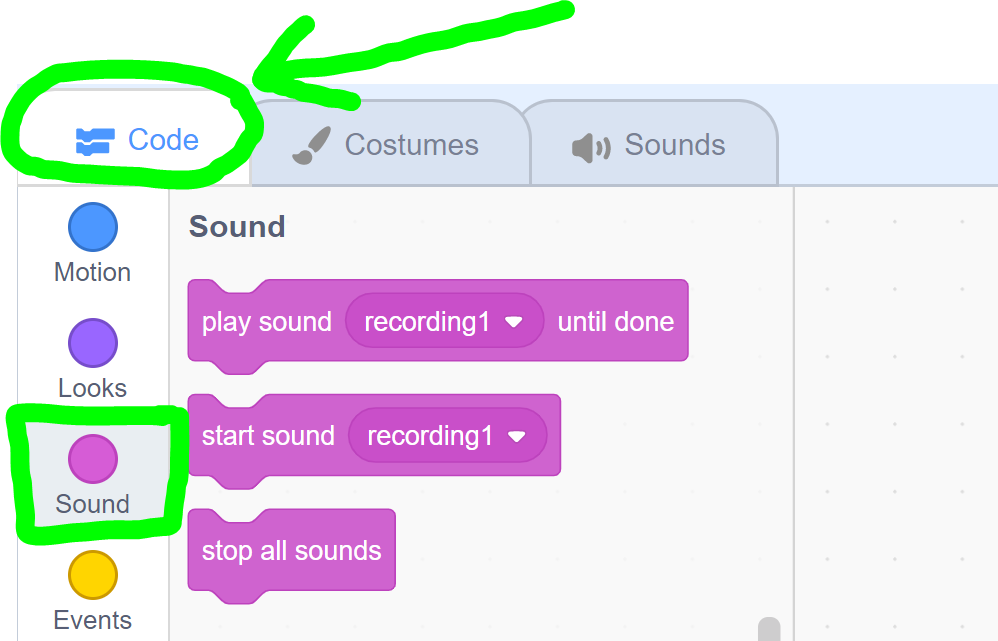 Code Costumes Sounds
Motion
Looks
Sound
Events
Sound
play sound recording1 until done
start sound recording1
stop all sounds